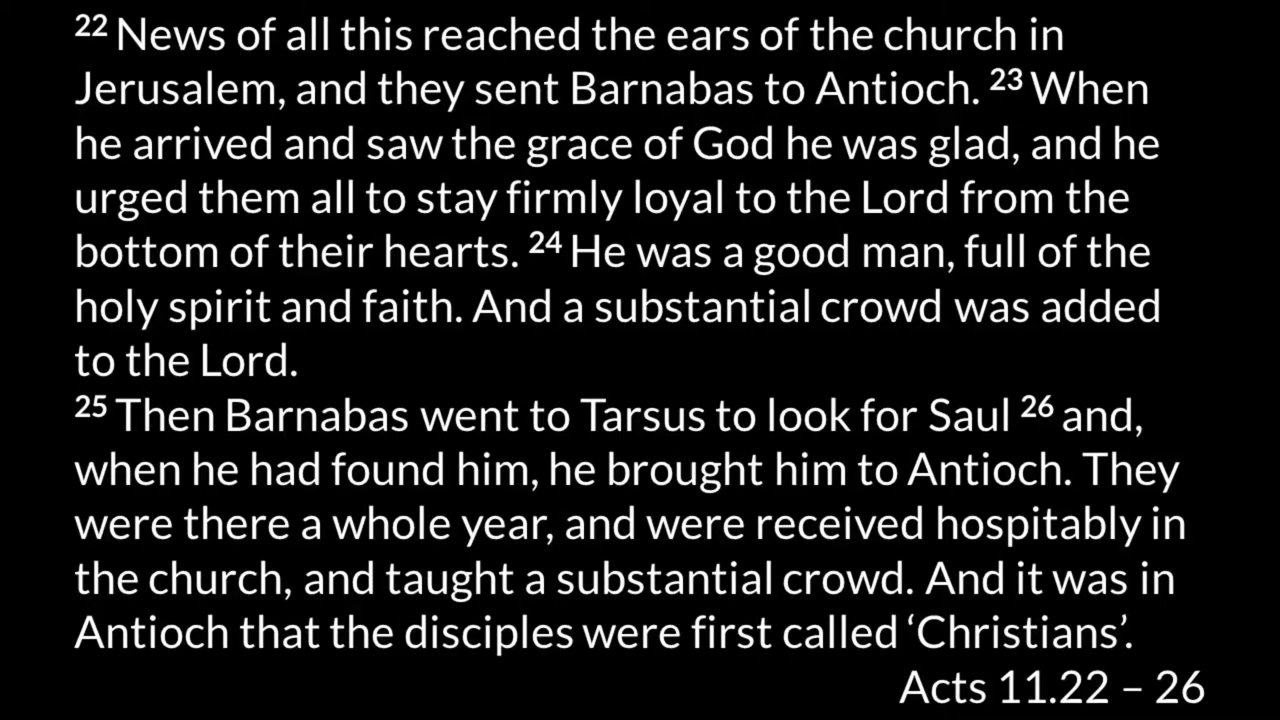 22 News of all this reached the ears of the church in
Jerusalem, and they sent Barnabas to Antioch. 23 When
he arrived and saw the grace of God he was glad, and he
urged them all to stay firmly loyal to the Lord from the
bottom of their hearts. 24 He was a good man, full of the
holy spirit and faith. And a substantial crowd was added
to the Lord.
25 Then Barnabas went to Tarsus to look for Saul 26 and,
when he had found him, he brought him to Antioch. They
were there a whole year, and were received hospitably in
the church, and taught a substantial crowd. And it was in
Antioch that the disciples were first called ‘Christians’.
Acts 11.22 – 26